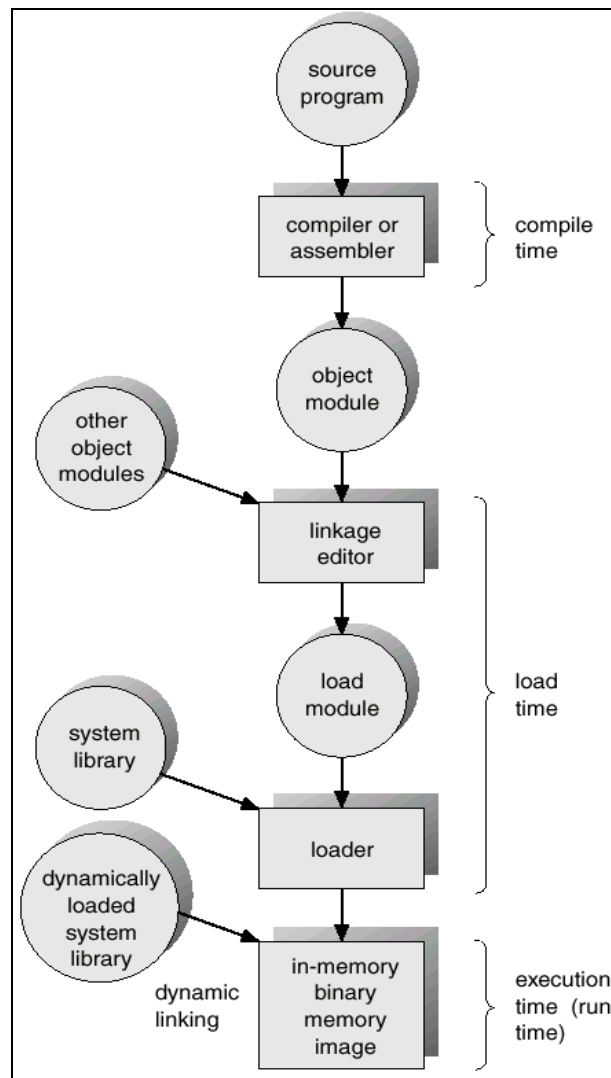 source
program
compiler or
assembler
compile
time
object
module
other
object
modules
linkage
editor
load
module
load
time
system
library
loader
dynamically
loaded
system
library
dynamic
linking
in-memory
binary
memory
image
execution
time (run
time)